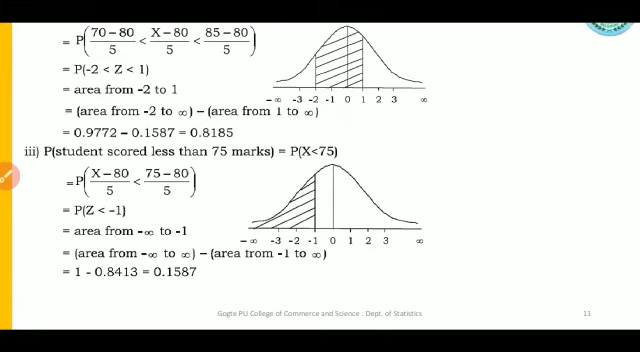 = P( (70 – 80)/5 < (X – 80)/5 < (85 – 80)/5 )
= P(-2 < Z < 1)
= area from -2 to 1
= (area from -2 to ∞) – (area from 1 to ∞)
= 0.9772 – 0.1587 = 0.8185
– ∞ -3 -2 -1 0 1 2 3 ∞
iii) P(student scored less than 75 marks) = P(X<75)
=P( (X – 80)/5 < (75 – 80)/5 )
= P(Z < -1)
= area from -∞ to -1
= (area from -∞ to ∞) – (area from -1 to ∞)
= 1 - 0.8413 = 0.1587
– ∞ -3 -2 -1 0 1 2 3 ∞
Gogte PU College of Commerce and Science : Dept. of Statistics
11